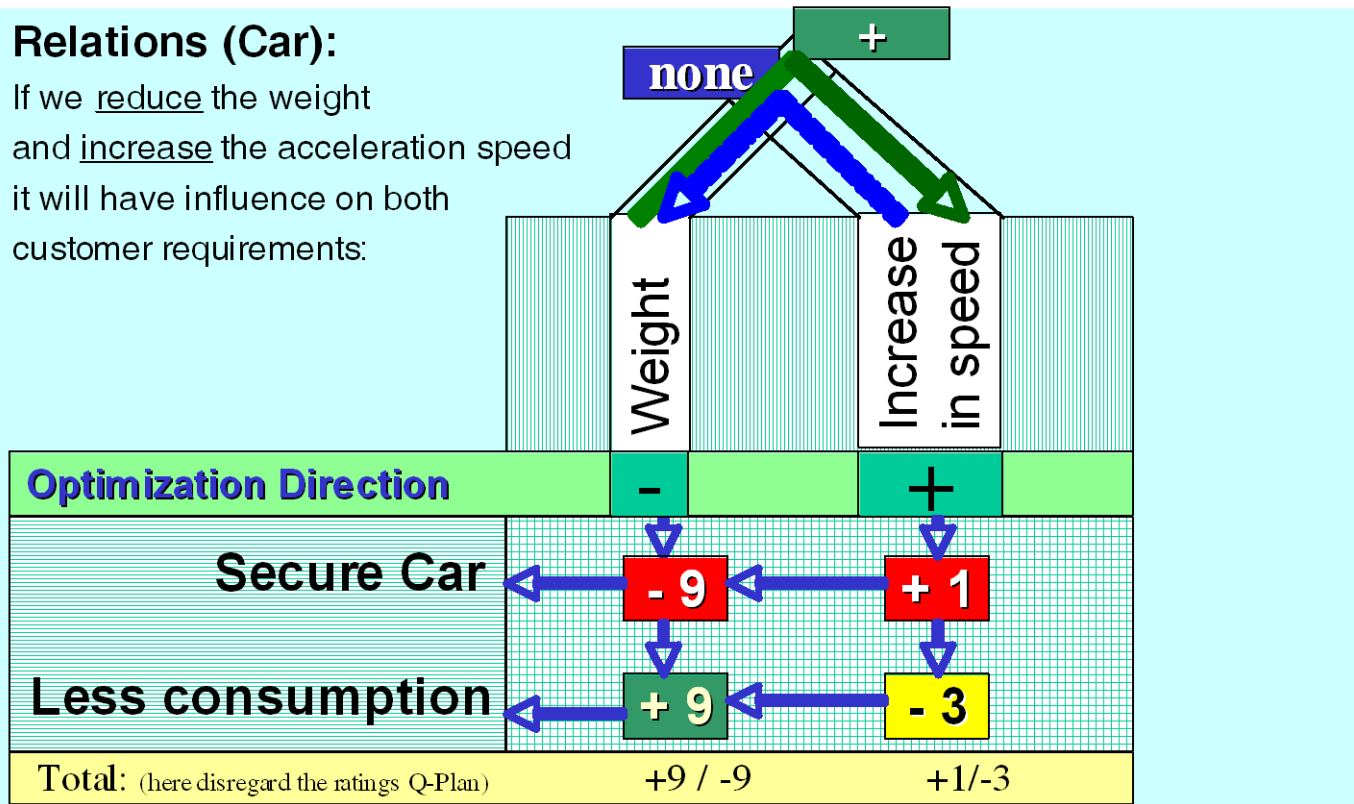 Relations (Car):
If we reduce the weight
and increase the acceleration speed
it will have influence on both
customer requirements:
none
+
Weight
Increase
in speed
Optimization Direction
-
+
Secure Car
- 9
+ 1
Less consumption
+ 9
- 3
Total: (here disregard the ratings Q-Plan)
+9 / -9
+1/-3